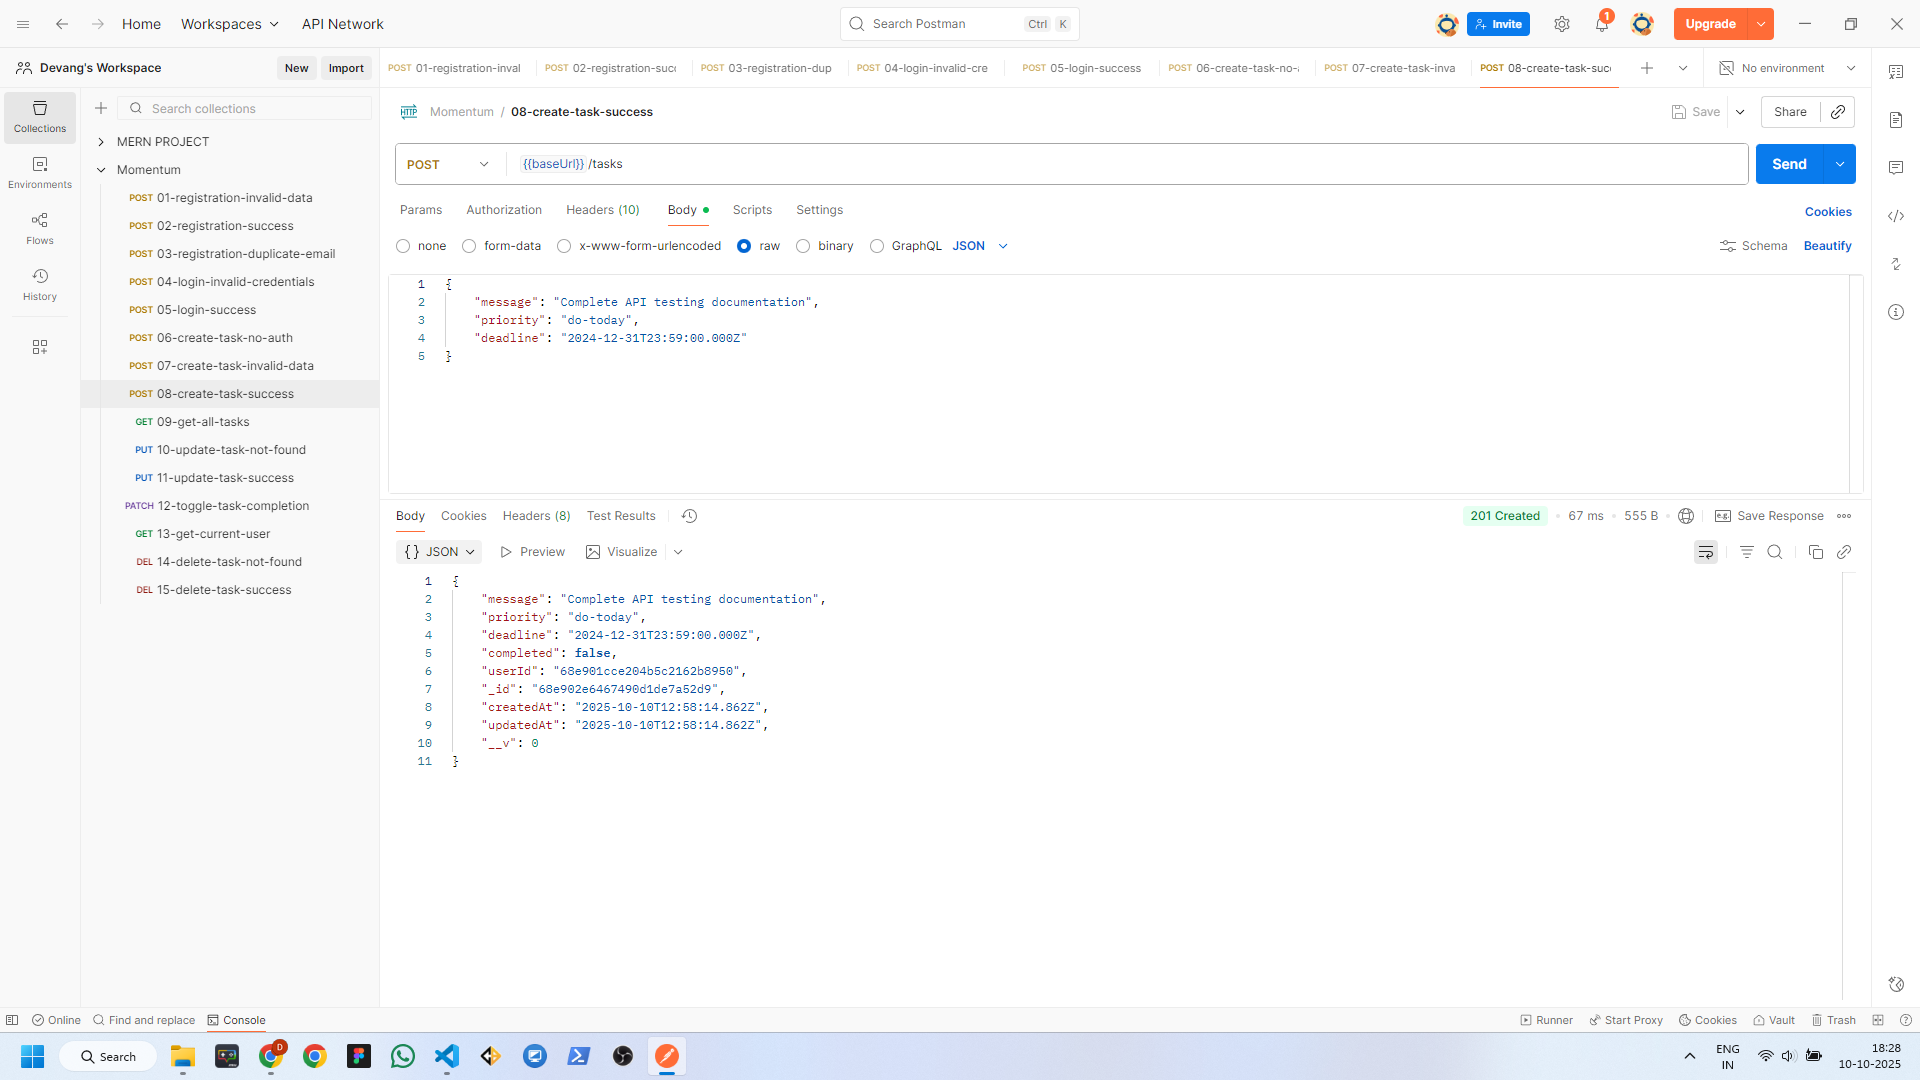 Home Workspaces API Network Search Postman Ctrl K Invite 1 Upgrade
Devang's Workspace New Import
POST 01-registration-inval POST 02-registration-succ POST 03-registration-dup POST 04-login-invalid-cre POST 05-login-success POST 06-create-task-no- POST 07-create-task-inva POST 08-create-task-suc No environment
Collections
Environments
Flows
History
Search collections
MERN PROJECT
Momentum
POST 01-registration-invalid-data
POST 02-registration-success
POST 03-registration-duplicate-email
POST 04-login-invalid-credentials
POST 05-login-success
POST 06-create-task-no-auth
POST 07-create-task-invalid-data
POST 08-create-task-success
GET 09-get-all-tasks
PUT 10-update-task-not-found
PUT 11-update-task-success
PATCH 12-toggle-task-completion
GET 13-get-current-user
DEL 14-delete-task-not-found
DEL 15-delete-task-success
HTTP Momentum / 08-create-task-success Save Share
POST {{baseUrl}} /tasks Send
Params Authorization Headers (10) Body Scripts Settings Cookies
none form-data x-www-form-urlencoded raw binary GraphQL JSON Schema Beautify
1 {
2 "message": "Complete API testing documentation",
3 "priority": "do-today",
4 "deadline": "2024-12-31T23:59:00.000Z"
5 }
Body Cookies Headers (8) Test Results 201 Created 67 ms 555 B e.g. Save Response
{} JSON Preview Visualize
1 {
2 "message": "Complete API testing documentation",
3 "priority": "do-today",
4 "deadline": "2024-12-31T23:59:00.000Z",
5 "completed": false,
6 "userId": "68e901cce204b5c2162b8950",
7 "_id": "68e902e6467490d1de7a52d9",
8 "createdAt": "2025-10-10T12:58:14.862Z",
9 "updatedAt": "2025-10-10T12:58:14.862Z",
10 "__v": 0
11 }
Online Find and replace Console Runner Start Proxy Cookies Vault Trash
Search D ENG
IN
18:28
10-10-2025